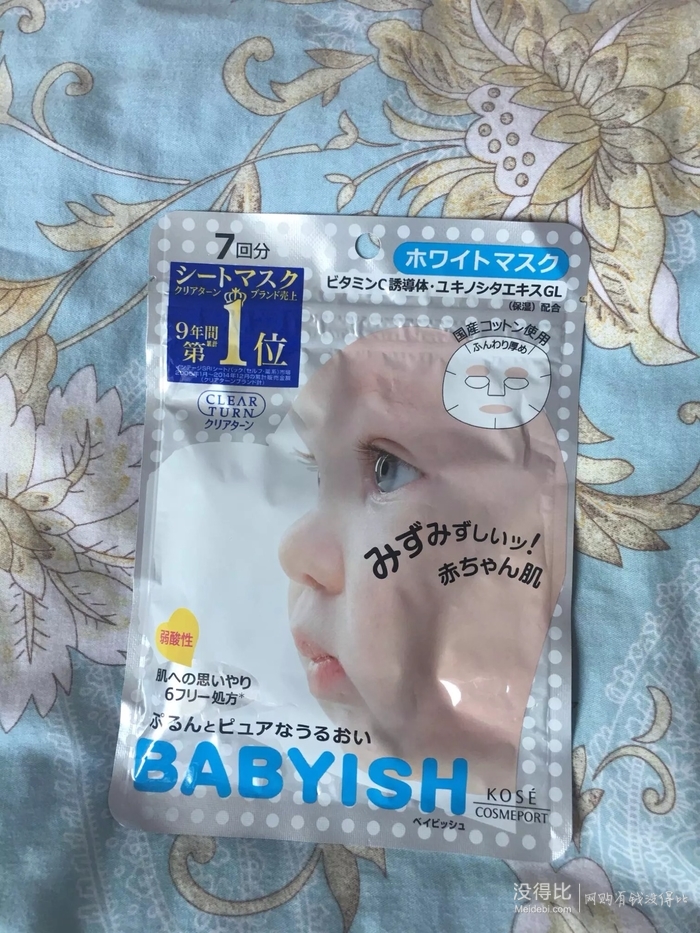 7回分
ホワイトマスク
シートマスク
クリアターン ブランド売上
9年間
第1位
累計
ビタミンC誘導体・ユキノシタエキスGL
(保湿)配合
国産コットン使用
ふんわり厚め
CLEAR
TURN
クリアターン
みずみずしいッ!
赤ちゃん肌
弱酸性
肌への思いやり
6フリー処方*
ぷるんとピュアなうるおい
BABYISH
ベイビッシュ
KOSÉ
COSMEPORT
没得比
Meidebi.com
网购有钱没得比